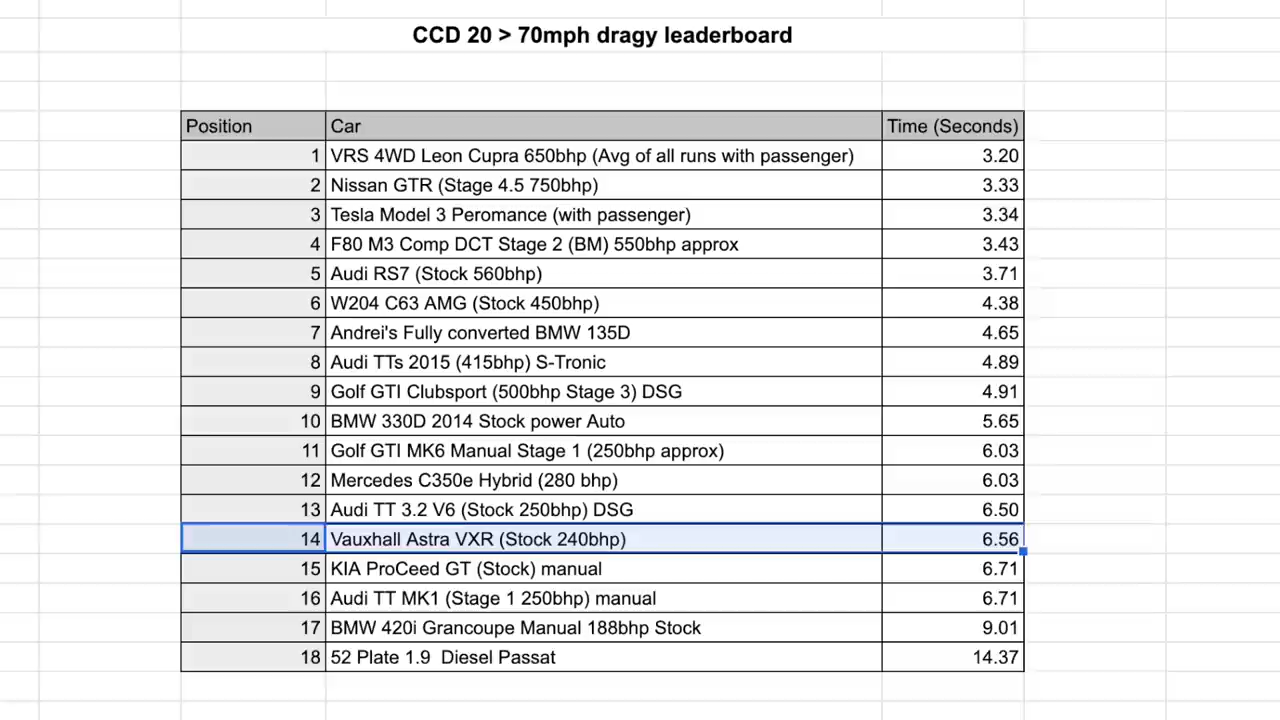 CCD 20 > 70mph dragy leaderboard
Position Car Time (Seconds)
1 VRS 4WD Leon Cupra 650bhp (Avg of all runs with passenger) 3.20
2 Nissan GTR (Stage 4.5 750bhp) 3.33
3 Tesla Model 3 Peromance (with passenger) 3.34
4 F80 M3 Comp DCT Stage 2 (BM) 550bhp approx 3.43
5 Audi RS7 (Stock 560bhp) 3.71
6 W204 C63 AMG (Stock 450bhp) 4.38
7 Andrei's Fully converted BMW 135D 4.65
8 Audi TTs 2015 (415bhp) S-Tronic 4.89
9 Golf GTI Clubsport (500bhp Stage 3) DSG 4.91
10 BMW 330D 2014 Stock power Auto 5.65
11 Golf GTI MK6 Manual Stage 1 (250bhp approx) 6.03
12 Mercedes C350e Hybrid (280 bhp) 6.03
13 Audi TT 3.2 V6 (Stock 250bhp) DSG 6.50
14 Vauxhall Astra VXR (Stock 240bhp) 6.56
15 KIA ProCeed GT (Stock) manual 6.71
16 Audi TT MK1 (Stage 1 250bhp) manual 6.71
17 BMW 420i Grancoupe Manual 188bhp Stock 9.01
18 52 Plate 1.9 Diesel Passat 14.37